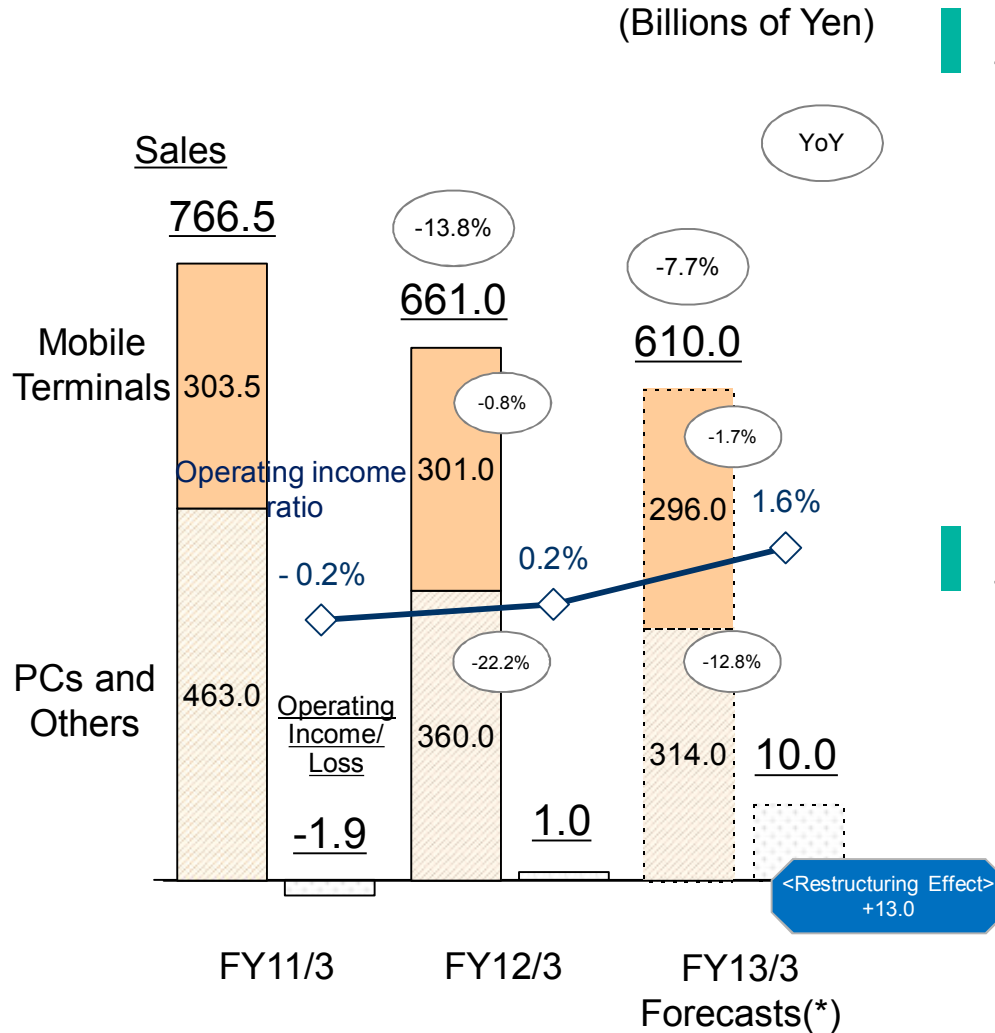 (Billions of Yen)
YoY
Sales
766.5
-13.8%
661.0
-7.7%
610.0
Mobile
Terminals
303.5
-0.8%
301.0
-1.7%
296.0
Operating income
ratio
- 0.2%
0.2%
1.6%
PCs and
Others
463.0
-22.2%
360.0
-12.8%
314.0
Operating
Income/
Loss
-1.9
1.0
10.0
<Restructuring Effect>
+13.0
FY11/3
FY12/3
FY13/3
Forecasts(*)